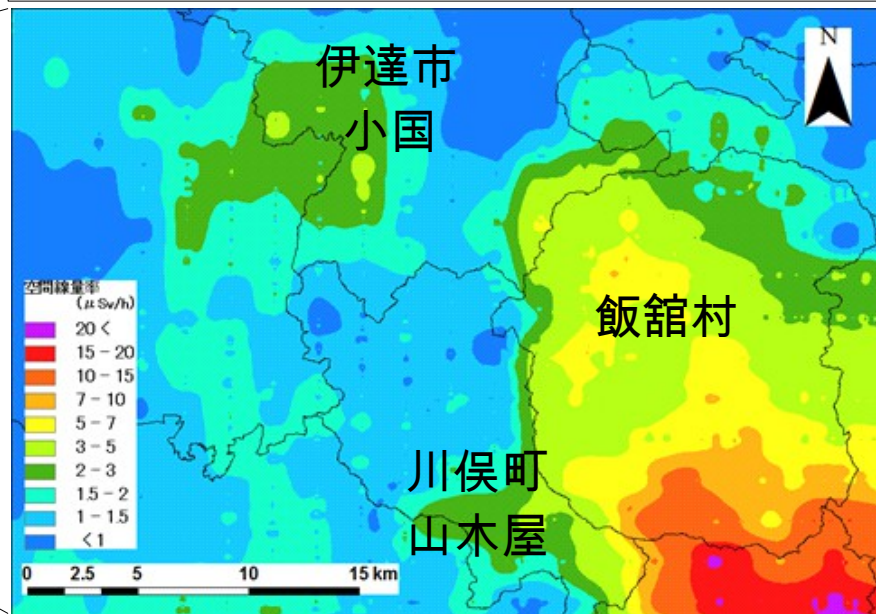 伊達市
小国
N
飯舘村
川俣町
山木屋
空間線量率
(μSv/h)
20 <
15 - 20
10 - 15
7 - 10
5 - 7
3 - 5
2 - 3
1.5 - 2
1 - 1.5
<1
0 2.5 5 10 15 km